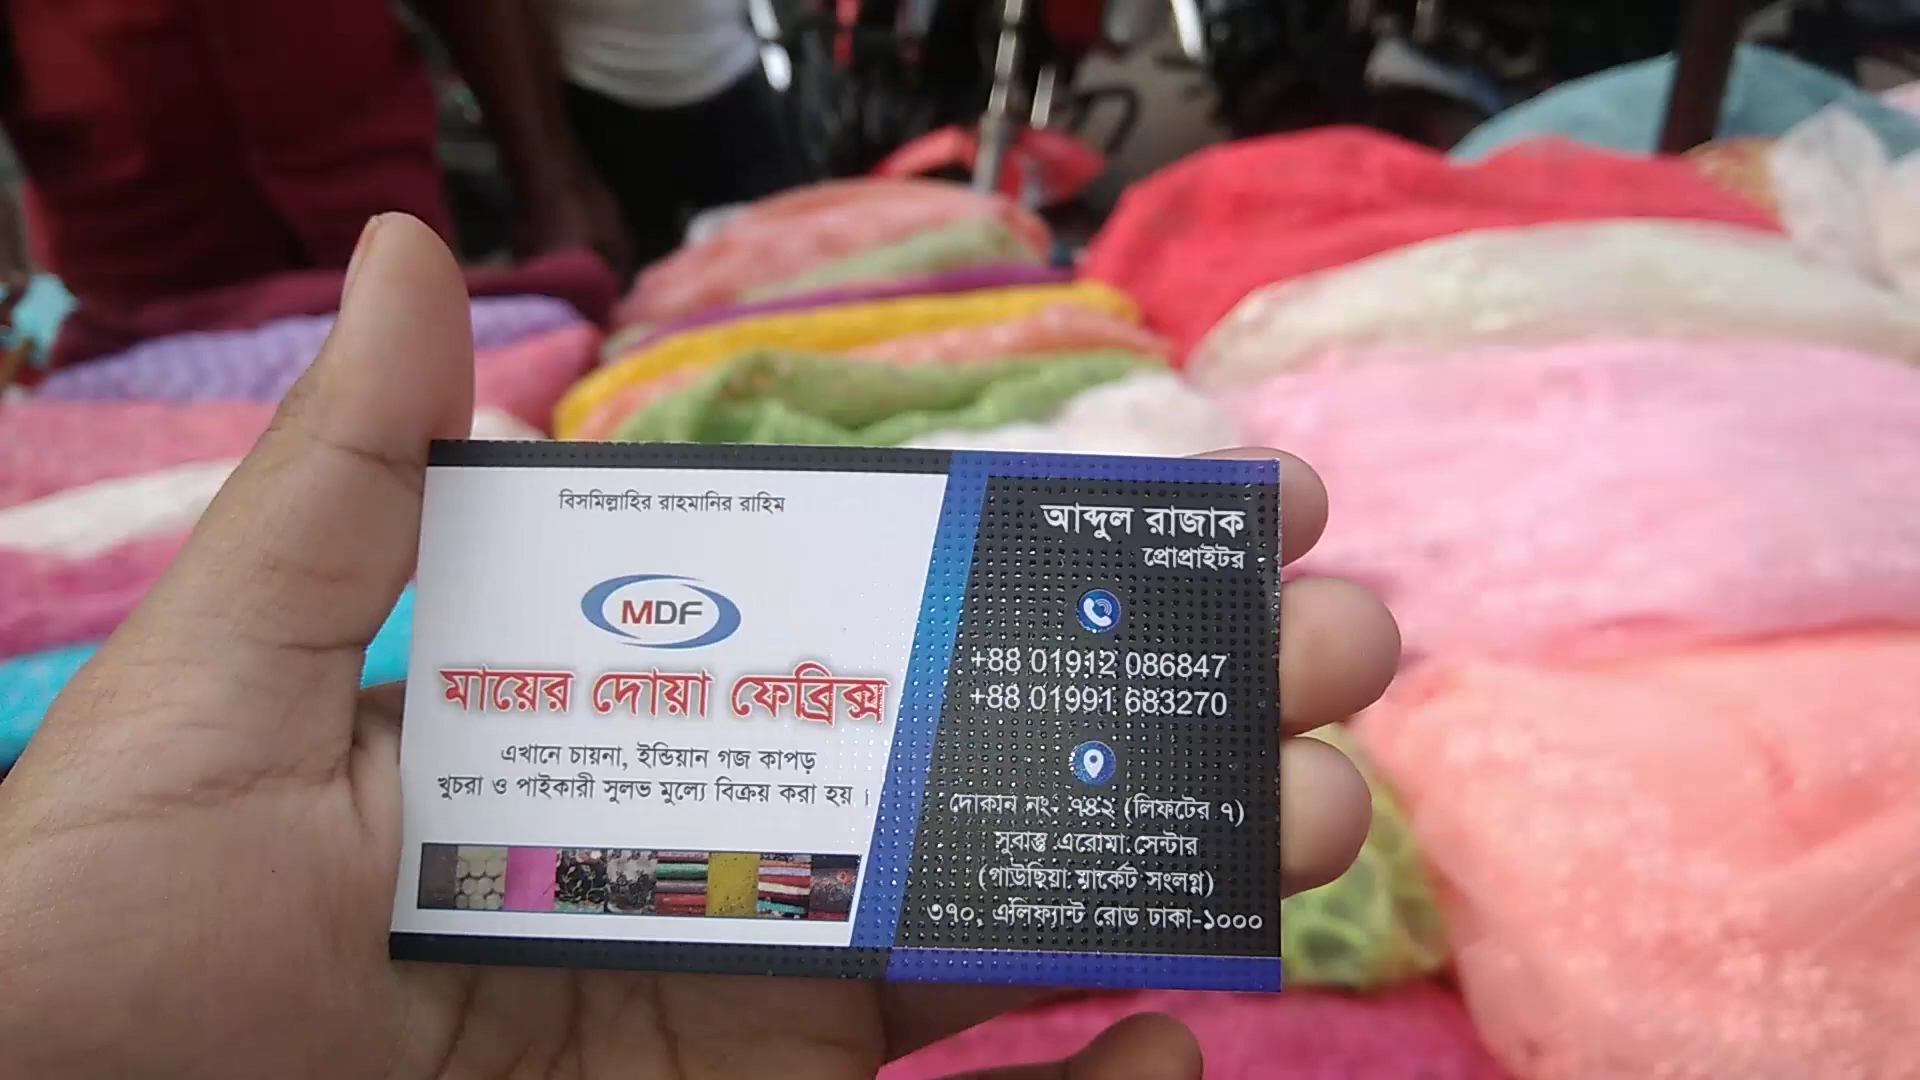 বিসমিল্লাহির রাহমানির রাহিম
MDF
মায়ের দোয়া ফেব্রিক্স
এখানে চায়না, ইন্ডিয়ান গজ কাপড়
খুচরা ও পাইকারী সুলভ মুল্যে বিক্রয় করা হয় ।
আব্দুল রাজাক
প্রোপ্রাইটর
+88 01912 086847
+88 01991 683270
দোকান নং- ৭৪২ (লিফটের ৭)
সুবাস্তু এরোমা সেন্টার
(গাউছিয়া মার্কেট সংলগ্ন)
৩৭০, এলিফ্যান্ট রোড ঢাকা-১০০০